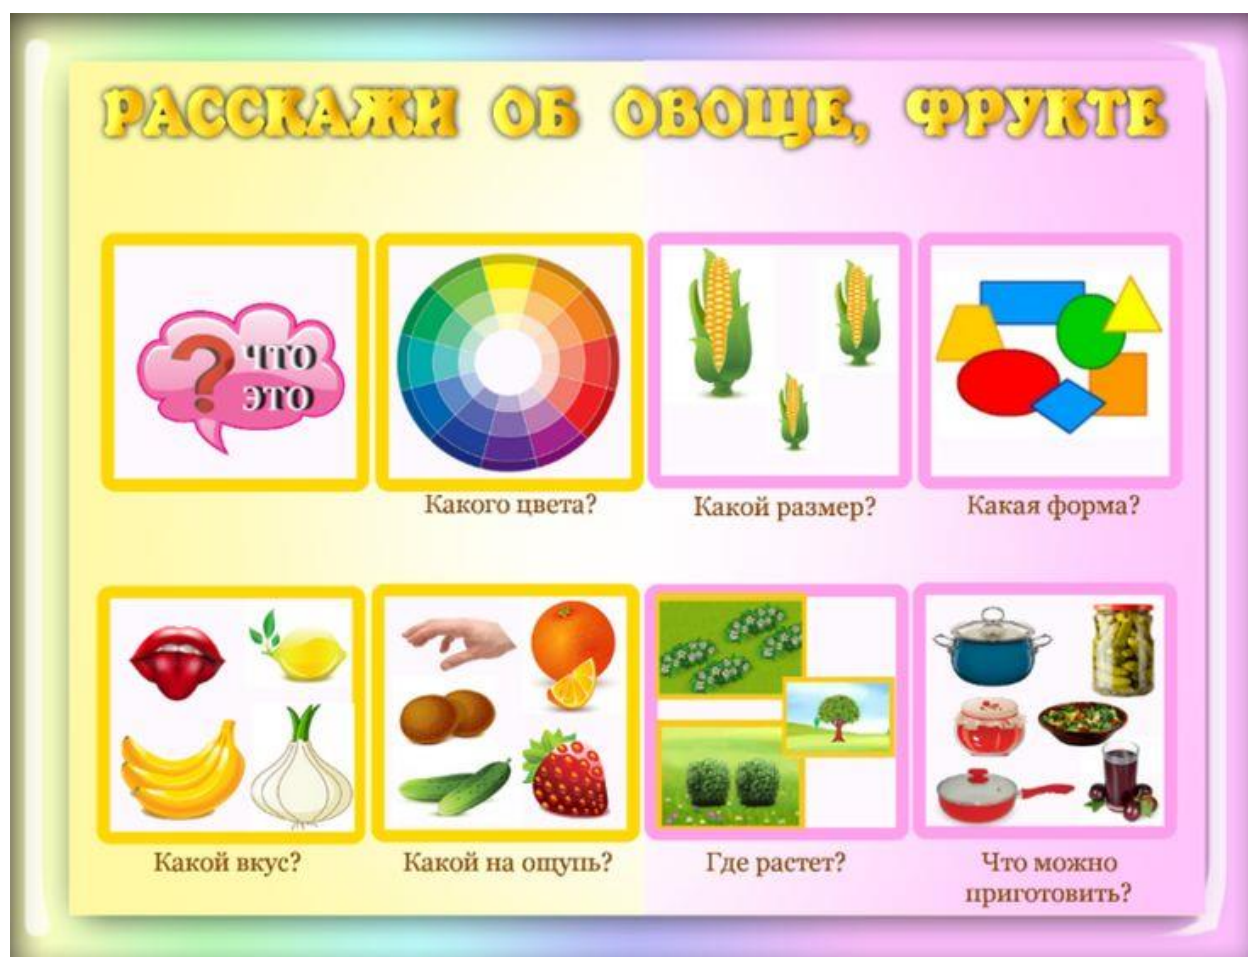 РАССКАЖИ ОБ ОВОЩЕ, ФРУКТЕ
? ЧТО
ЭТО
Какого цвета?
Какой размер?
Какая форма?
Какой вкус?
Какой на ощупь?
Где растет?
Что можно
приготовить?